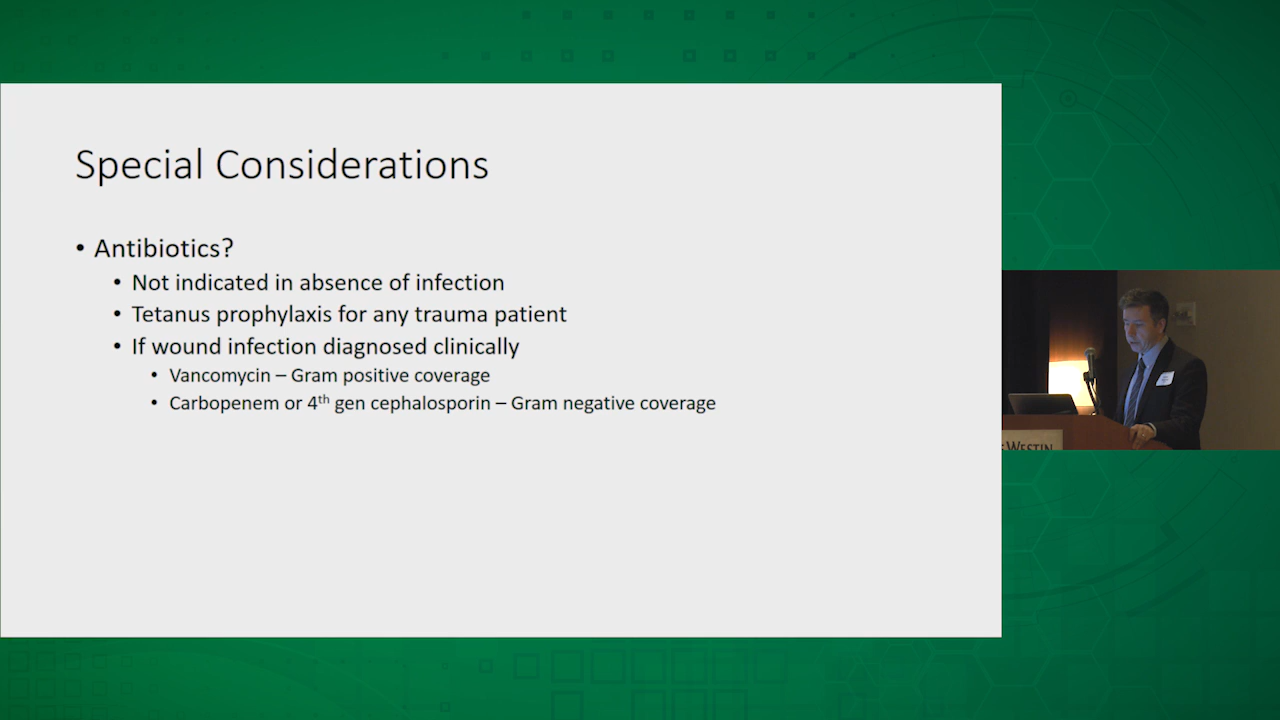 Special Considerations
• Antibiotics?
• Not indicated in absence of infection
• Tetanus prophylaxis for any trauma patient
• If wound infection diagnosed clinically
• Vancomycin – Gram positive coverage
• Carbopenem or 4th gen cephalosporin – Gram negative coverage
WESTIN